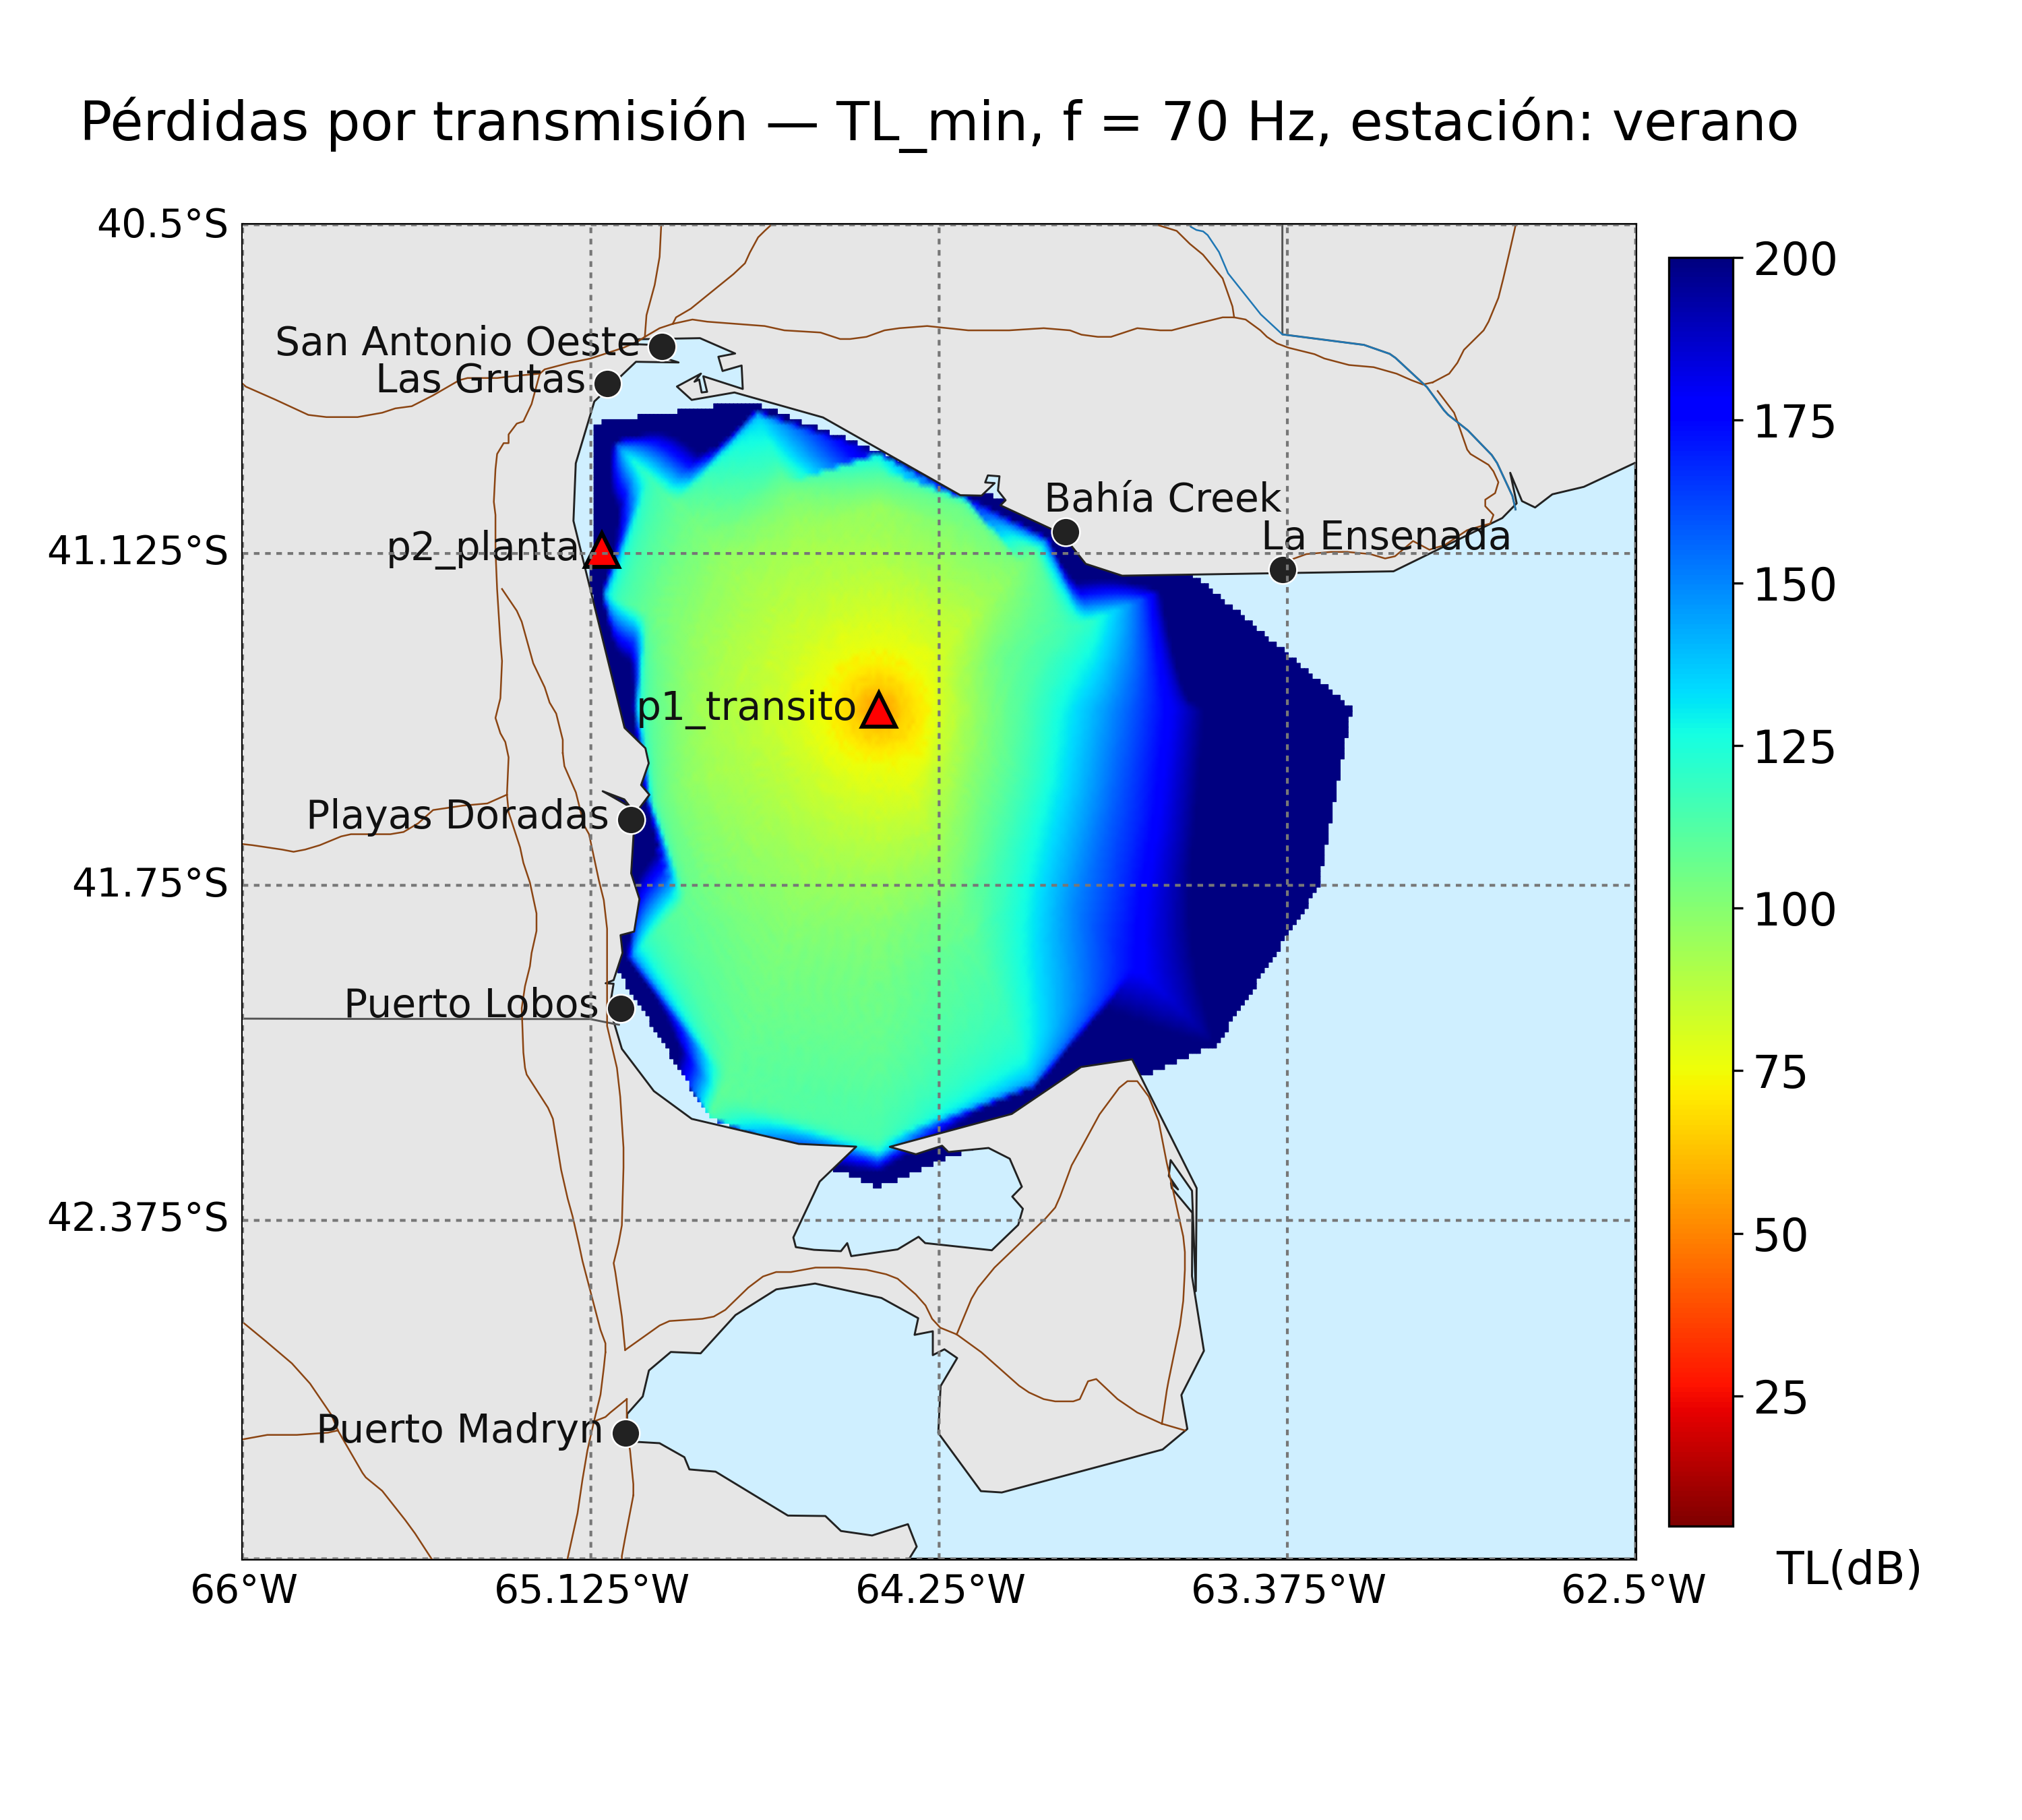 Pérdidas por transmisión — TL_min, f = 70 Hz, estación: verano
40.5°S
200
San Antonio Oeste
Las Grutas
175
Bahía Creek
La Ensenada
p2_planta
41.125°S
150
p1_transito
125
Playas Doradas
41.75°S
100
Puerto Lobos
75
42.375°S
50
25
Puerto Madryn
TL(dB)
66°W
65.125°W
64.25°W
63.375°W
62.5°W